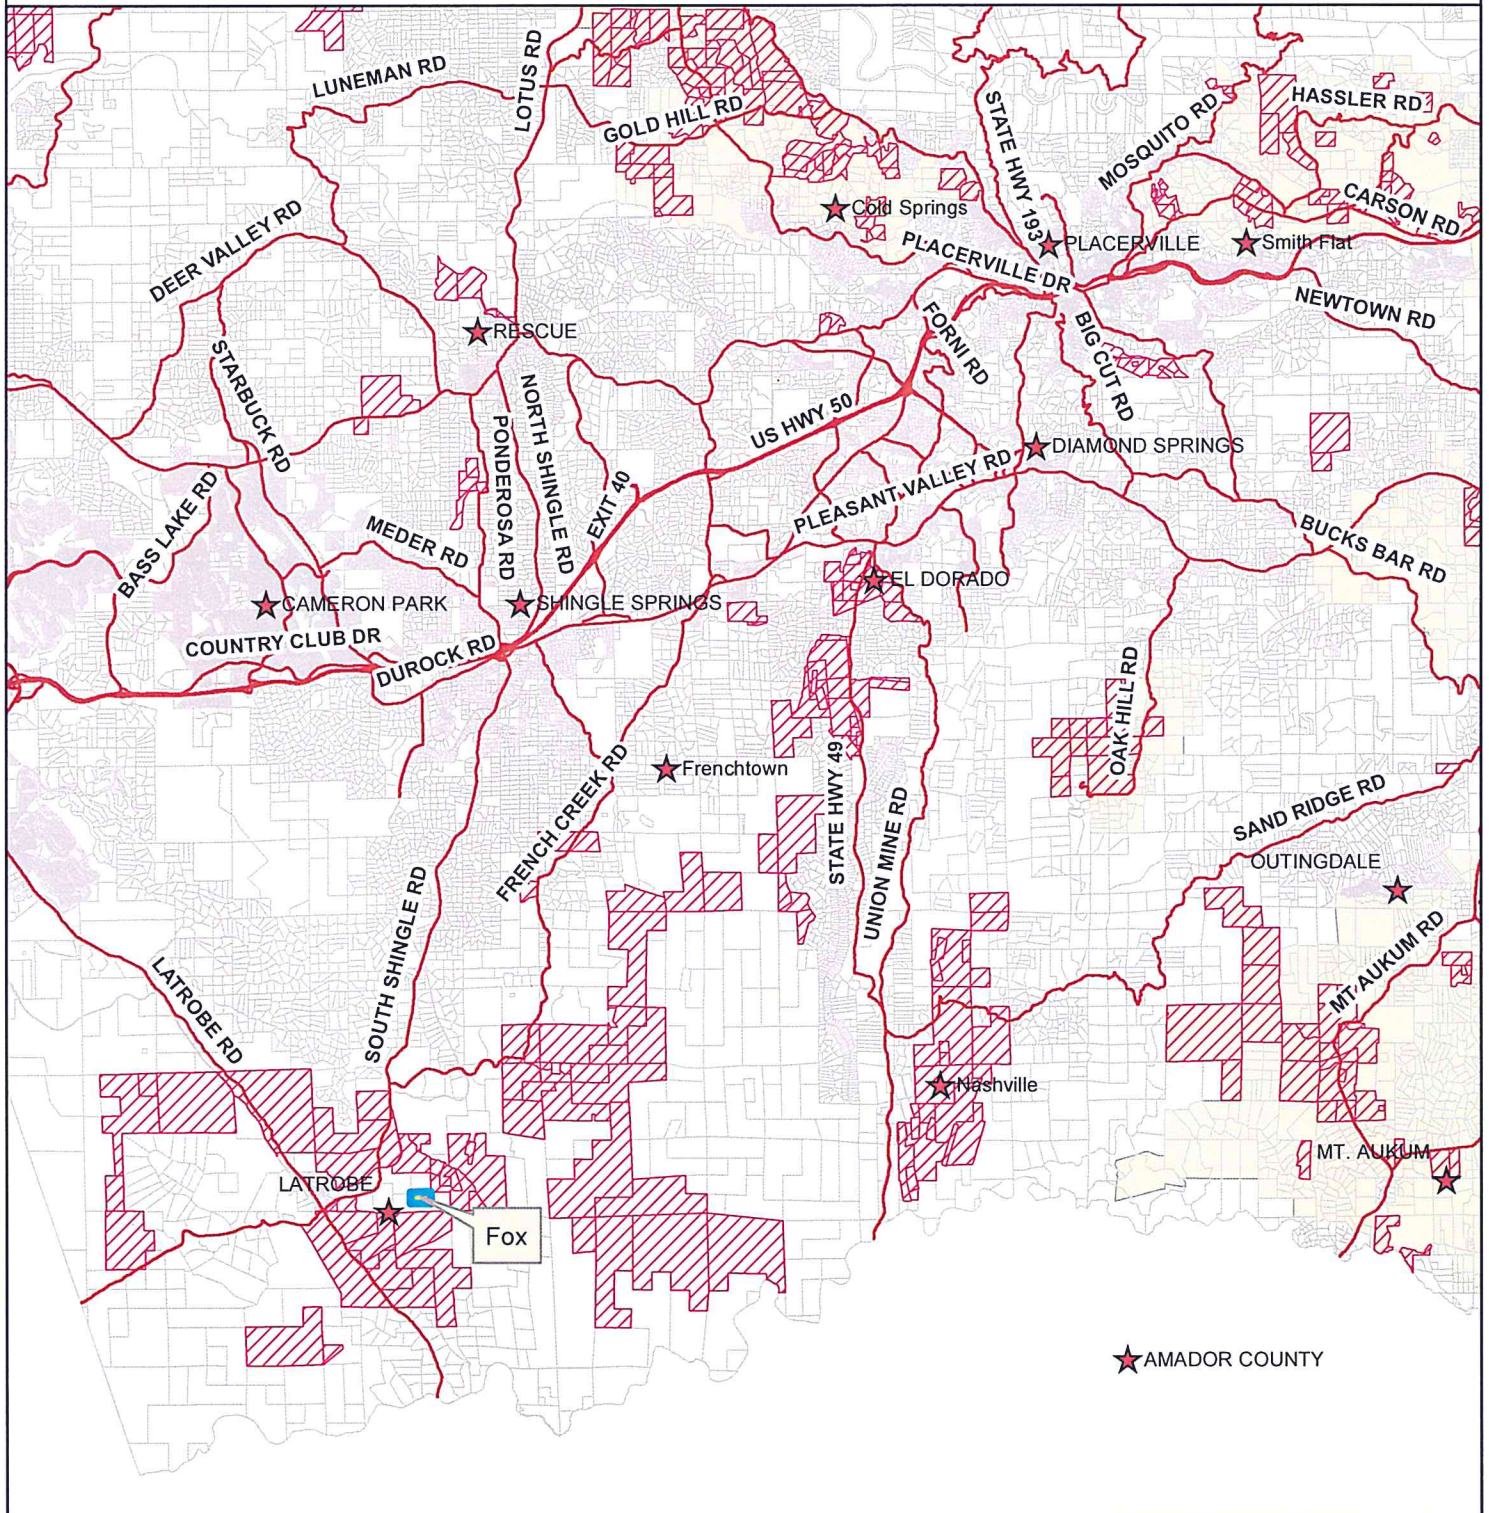 LUNEMAN RD
LOTUS RD
GOLD HILL RD
STATE HWY 193
MOSQUITO RD
HASSLER RD
CARSON RD
Cold Springs
PLACERVILLE
Smith Flat
DEER VALLEY RD
PLACERVILLE DR
NEWTOWN RD
RESCUE
FORNI RD
BIG CUT RD
STARBUCK RD
NORTH SHINGLE RD
PONDEROSA RD
US HWY 50
DIAMOND SPRINGS
EXIT 40
PLEASANT VALLEY RD
BASS LAKE RD
MEDER RD
BUCKS BAR RD
EL DORADO
CAMERON PARK
SHINGLE SPRINGS
COUNTRY CLUB DR
DUROCK RD
OAK HILL RD
Frenchtown
FRENCH CREEK RD
STATE HWY 49
UNION MINE RD
SAND RIDGE RD
OUTINGDALE
SOUTH SHINGLE RD
LATROBE RD
MT AUKUM RD
Nashville
MT. AUKUM
LATROBE
Fox
AMADOR COUNTY